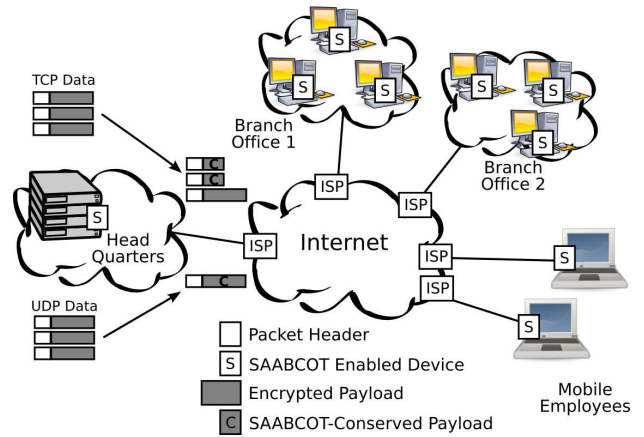 TCP Data
S
S
S
Branch
Office 1
S
S
S
Branch
Office 2
C
C
S
Head
Quarters
ISP
ISP
ISP
Internet
ISP
ISP
S
S
C
UDP Data
Packet Header
S SAABCOT Enabled Device
Encrypted Payload
C SAABCOT-Conserved Payload
Mobile
Employees